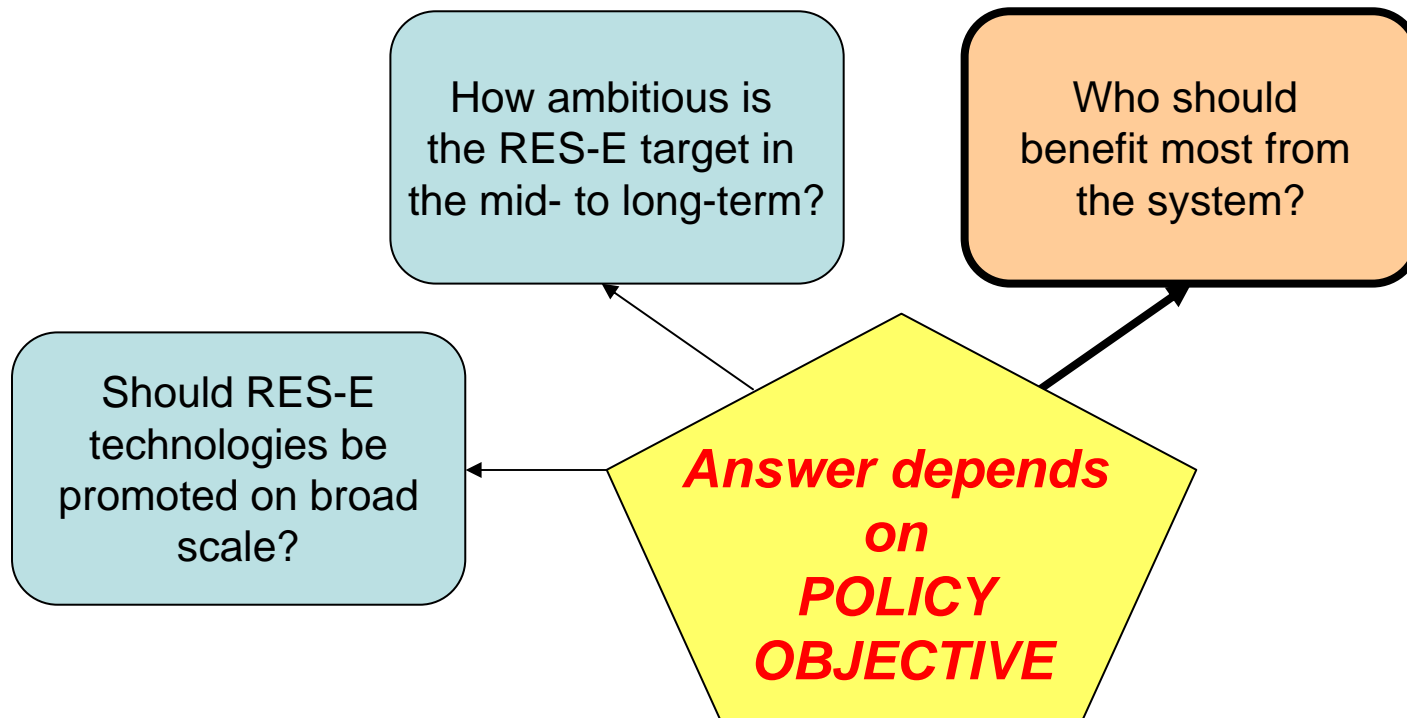 How ambitious is
the RES-E target in
the mid- to long-term?
Who should
benefit most from
the system?
Should RES-E
technologies be
promoted on broad
scale?
Answer depends
on
POLICY
OBJECTIVE